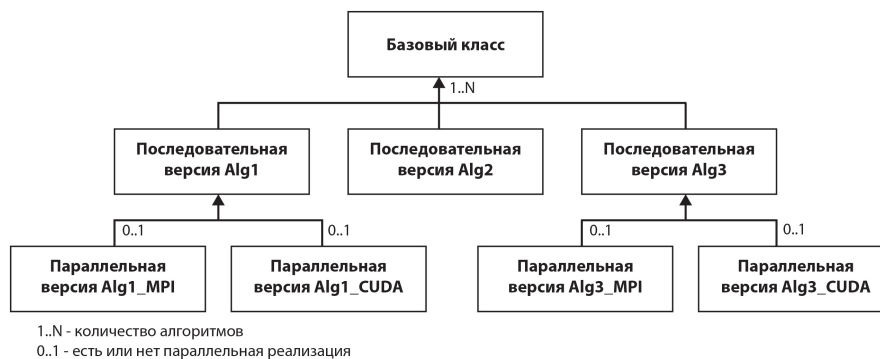 Базовый класс
1..N
Последовательная
версия Alg1
Последовательная
версия Alg2
Последовательная
версия Alg3
0..1
0..1
0..1
0..1
Параллельная
версия Alg1_MPI
Параллельная
версия Alg1_CUDA
Параллельная
версия Alg3_MPI
Параллельная
версия Alg3_CUDA
1..N - количество алгоритмов
0..1 - есть или нет параллельная реализация